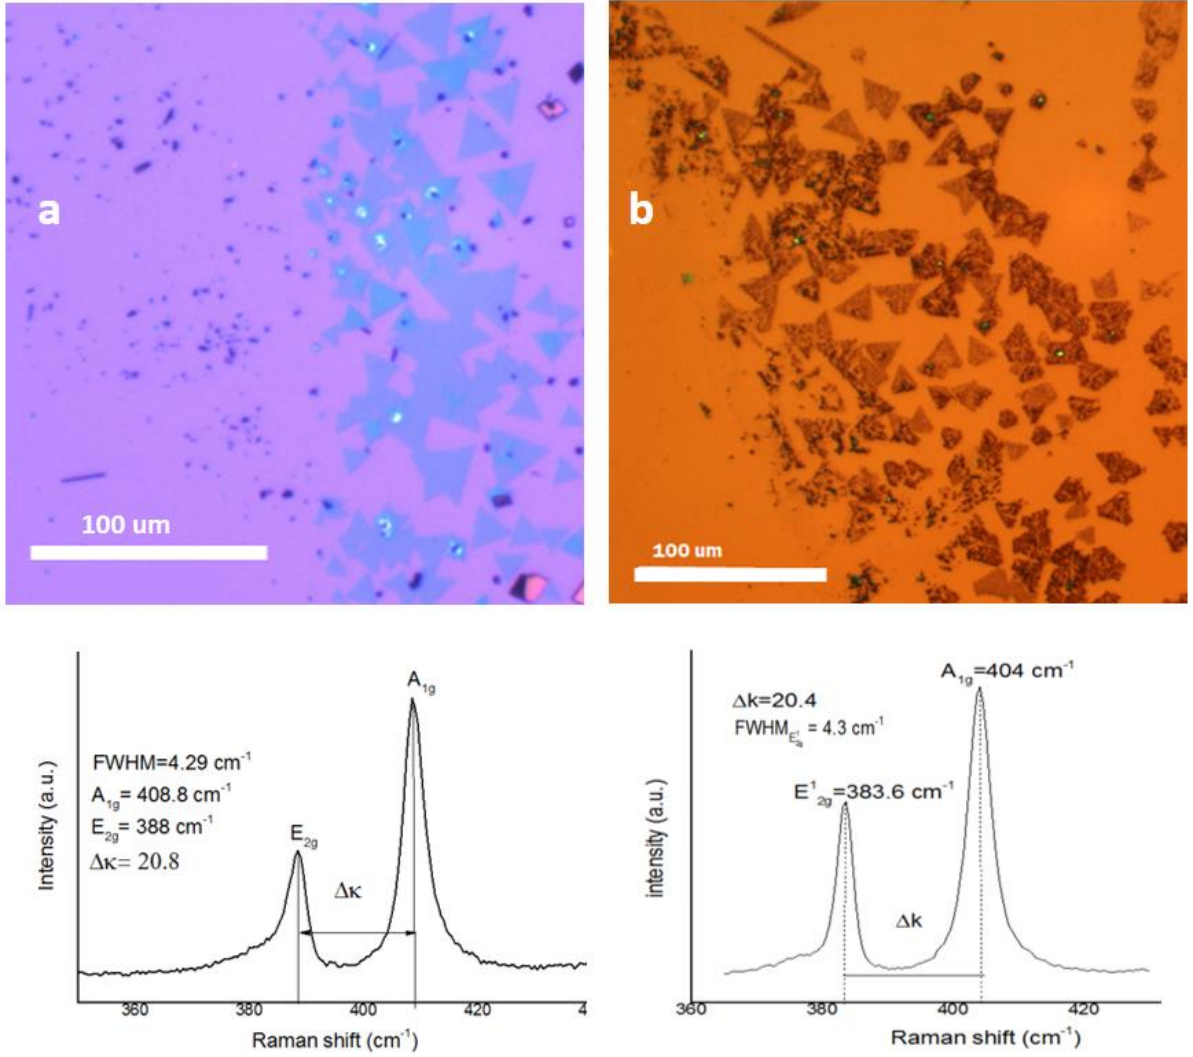 a
b
100 um
100 um
A1g
FWHM=4.29 cm-1
A1g= 408.8 cm-1
E2g= 388 cm-1
Δκ= 20.8
E2g
Δκ
Intensity (a.u.)
360 380 400 420 4
Raman shift (cm-1)
A1g=404 cm-1
Δk=20.4
FWHME12g = 4.3 cm-1
E12g=383.6 cm-1
Δk
intensity (a.u.)
360 380 400 420
Raman shift (cm-1)